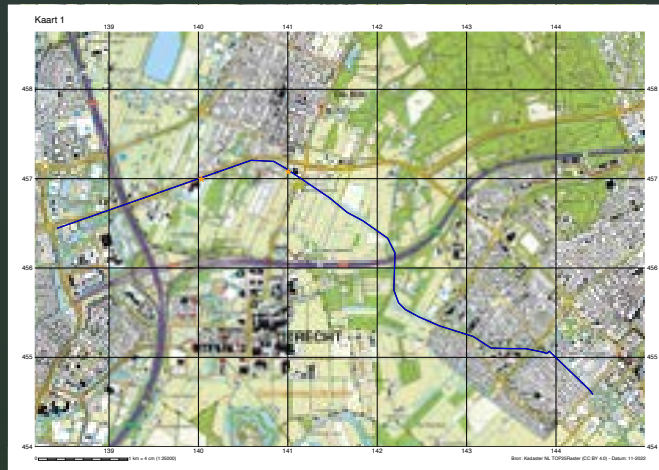 Kaart 1
139 140 141 142 143 144
458 458
457 457
456 456
455 455
454 454
RECHT
139 140 141 142 143 144
1 km = 4 cm (1:25000)
Bron: Kadaster NL TOP25Raster (CC BY 4.0) - Datum: 11-2022